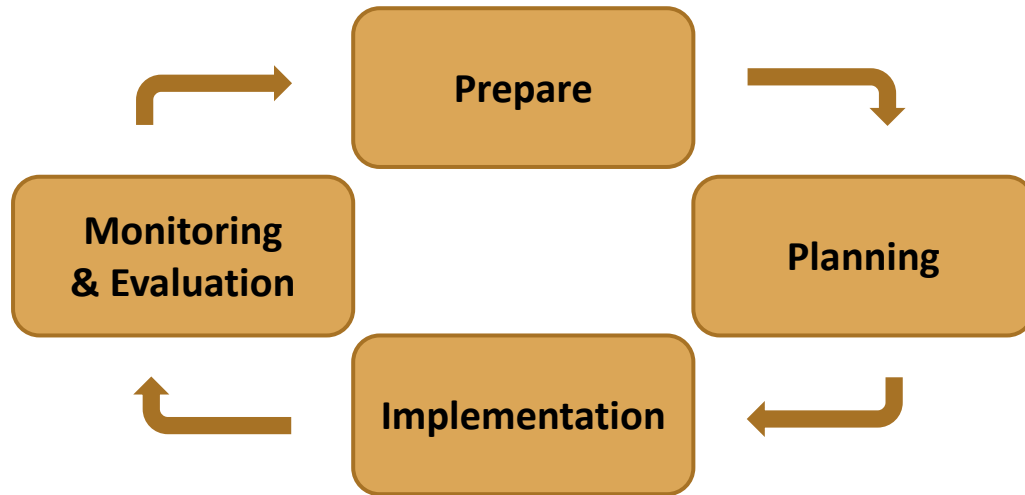 Prepare
Planning
Implementation
Monitoring
& Evaluation